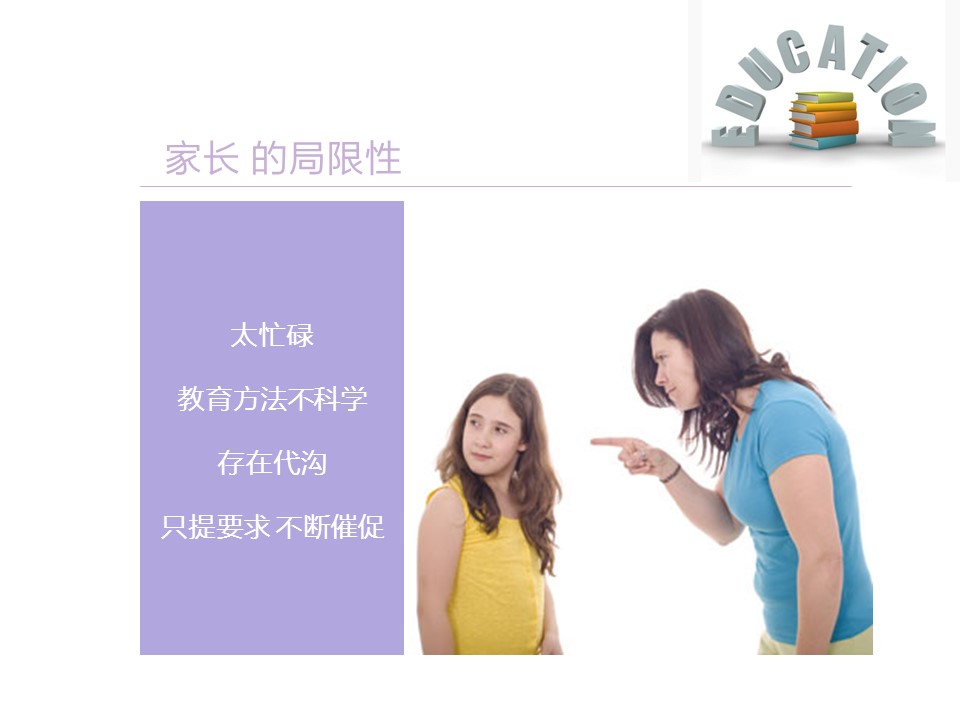 EDUCATION
家长 的局限性
太忙碌
教育方法不科学
存在代沟
只提要求 不断催促